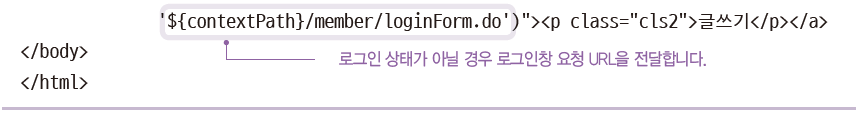 '${contextPath}/member/loginForm.do')"><p class="cls2">글쓰기</p></a>
</body>
로그인 상태가 아닐 경우 로그인창 요청 URL을 전달합니다.
</html>